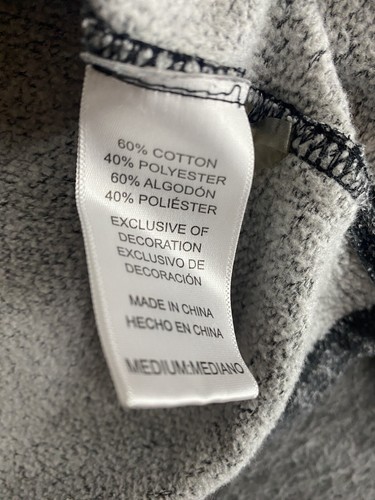 60% COTTON
40% POLYESTER
60% ALGODÓN
40% POLIÉSTER
EXCLUSIVE OF
DECORATION
EXCLUSIVO DE
DECORACIÓN
MADE IN CHINA
HECHO EN CHINA
MEDIUM:MEDIANO